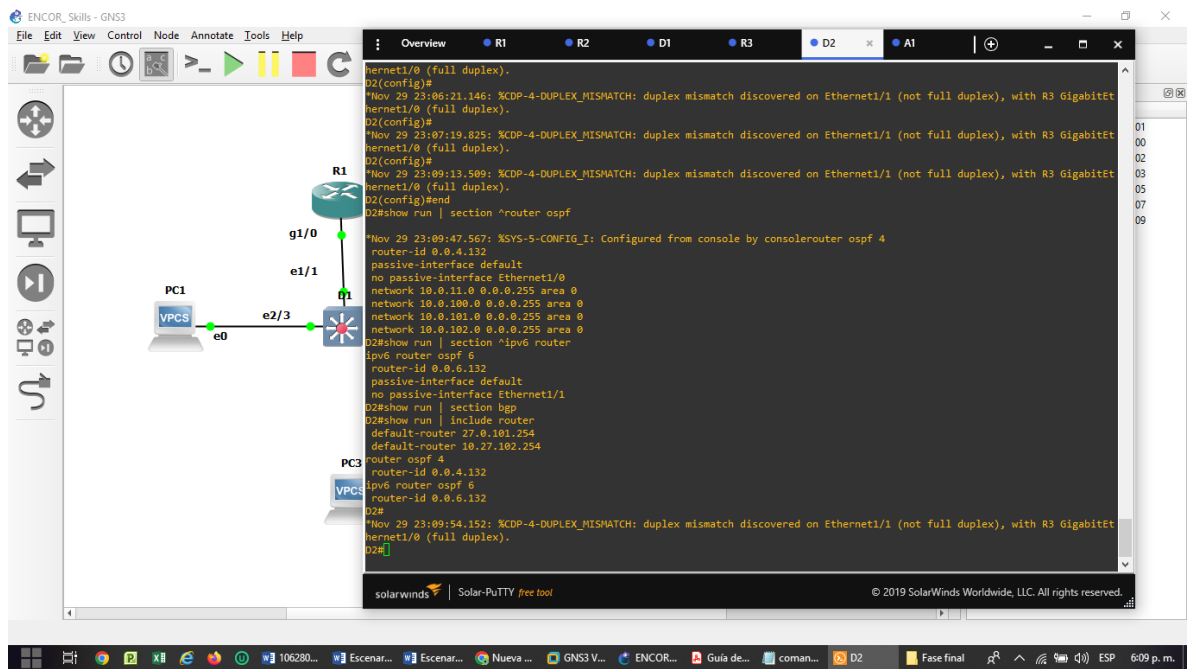 ENCOR_Skills - GNS3
File Edit View Control Node Annotate Tools Help
Overview
R1
R2
D1
R3
D2
A1
hernet1/0 (full duplex).
D2(config)#
*Nov 29 23:06:21.146: %CDP-4-DUPLEX_MISMATCH: duplex mismatch discovered on Ethernet1/1 (not full duplex), with R3 GigabitEt
hernet1/0 (full duplex).
D2(config)#
*Nov 29 23:07:19.825: %CDP-4-DUPLEX_MISMATCH: duplex mismatch discovered on Ethernet1/1 (not full duplex), with R3 GigabitEt
hernet1/0 (full duplex).
D2(config)#
*Nov 29 23:09:13.509: %CDP-4-DUPLEX_MISMATCH: duplex mismatch discovered on Ethernet1/1 (not full duplex), with R3 GigabitEt
hernet1/0 (full duplex).
D2(config)#end
D2#show run | section ^router ospf
*Nov 29 23:09:47.567: %SYS-5-CONFIG_I: Configured from console by consolerouter ospf 4
router-id 0.0.4.132
passive-interface default
no passive-interface Ethernet1/0
network 10.0.11.0 0.0.0.255 area 0
network 10.0.100.0 0.0.0.255 area 0
network 10.0.101.0 0.0.0.255 area 0
network 10.0.102.0 0.0.0.255 area 0
D2#show run | section ^ipv6 router
ipv6 router ospf 6
router-id 0.0.6.132
passive-interface default
no passive-interface Ethernet1/1
D2#show run | section bgp
D2#show run | include router
default-router 27.0.101.254
default-router 10.27.102.254
router ospf 4
router-id 0.0.4.132
ipv6 router ospf 6
router-id 0.0.6.132
D2#
*Nov 29 23:09:54.152: %CDP-4-DUPLEX_MISMATCH: duplex mismatch discovered on Ethernet1/1 (not full duplex), with R3 GigabitEt
hernet1/0 (full duplex).
D2#
solarwinds Solar-PuTTY free tool
© 2019 SolarWinds Worldwide, LLC. All rights reserved.
R1
g1/0
e1/1
D1
PC1
VPCS
e0
e2/3
PC3
VPCS
01
00
02
03
05
07
09
106280...
Escenar...
Escenar...
Nueva ...
GNS3 V...
ENCOR...
Guía de...
coman...
D2
Fase final
ESP
6:09 p. m.